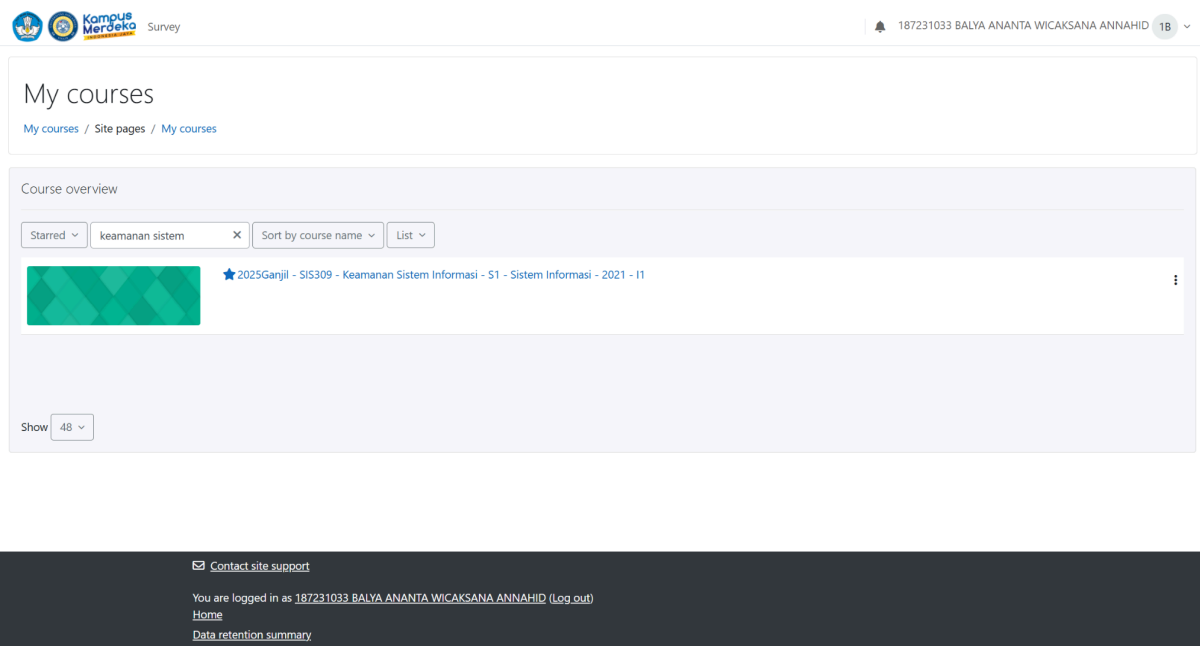 Kampus
Merdeka
INDONESIA JAYA
Survey
187231033 BALYA ANANTA WICAKSANA ANNAHID
1B
My courses
My courses / Site pages / My courses
Course overview
Starred
keamanan sistem
Sort by course name
List
2025Ganjil - SIS309 - Keamanan Sistem Informasi - S1 - Sistem Informasi - 2021 - I1
Show 48
Contact site support
You are logged in as 187231033 BALYA ANANTA WICAKSANA ANNAHID (Log out)
Home
Data retention summary